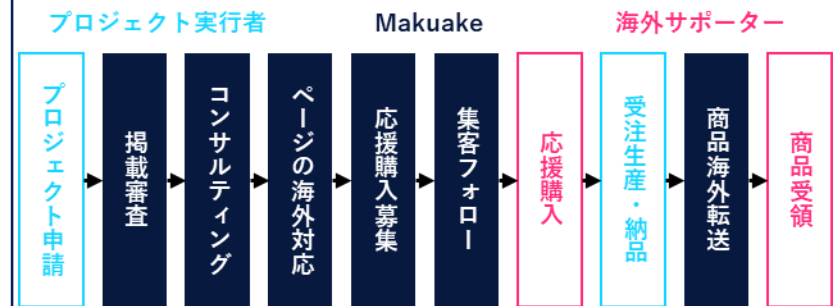 プロジェクト実行者
Makuake
海外サポーター
プロジェクト申請
掲載審査
コンサルティング
ページの海外対応
応援購入募集
集客フォロー
応援購入
受注生産・納品
商品海外転送
商品受領